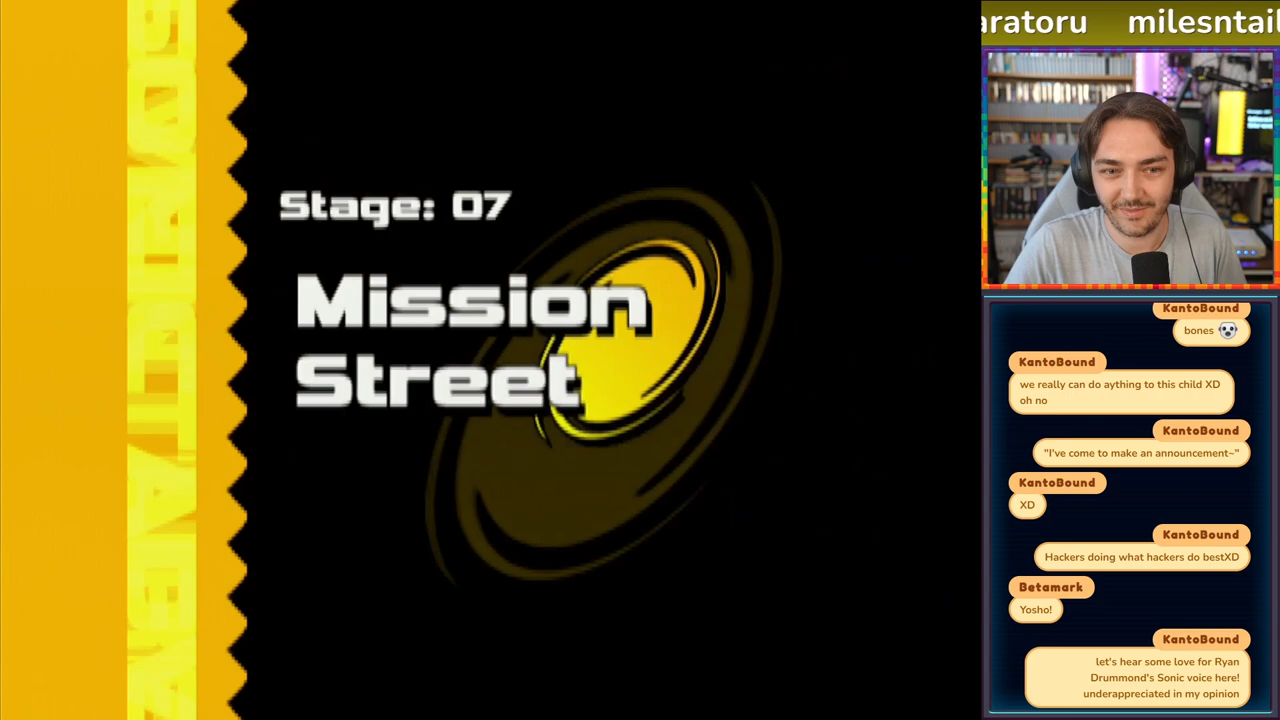 Stage: 07
Mission
Street
aratoru milesntail
KantoBound
bones
KantoBound
we really can do aything to this child XD
oh no
KantoBound
"I've come to make an announcement~"
KantoBound
XD
KantoBound
Hackers doing what hackers do bestXD
Betamark
Yosho!
KantoBound
let's hear some love for Ryan
Drummond's Sonic voice here!
underappreciated in my opinion